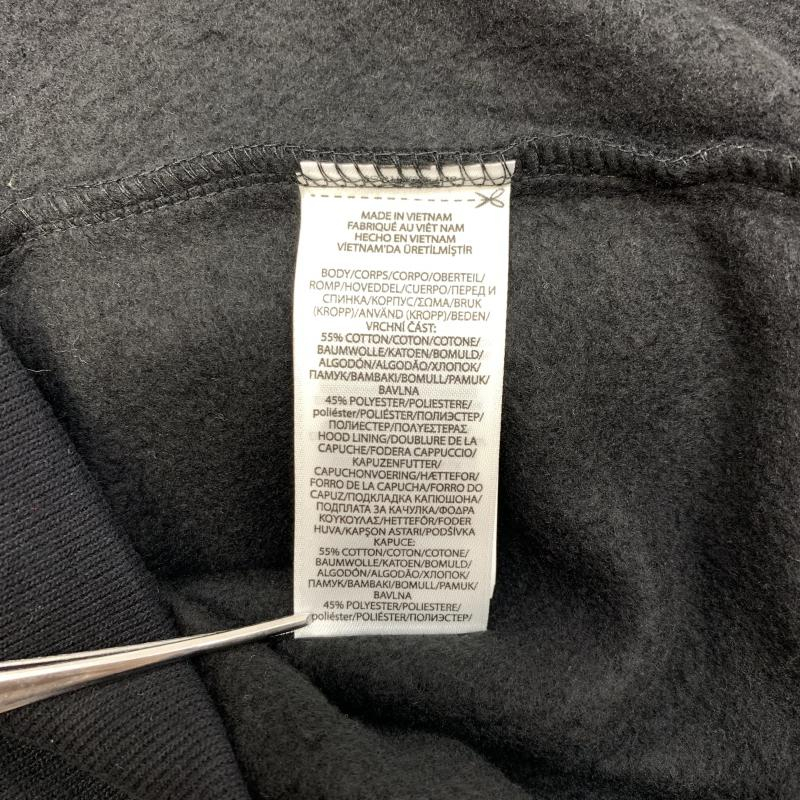 MADE IN VIETNAM
FABRIQUÉ AU VIÊT NAM
HECHO EN VIETNAM
VİETNAM'DA ÜRETİLMİŞTİR
BODY/CORPS/CORPO/OBERTEIL/
ROMP/HOVEDDEL/CUERPO/ПЕРЕД И
СПИНКА/КОРПУС/ΣΩΜΑ/BRUK
(KROPP)/ANVÄND (KROPP)/BEDEN/
VRCHNÍ ČÁST:
55% COTTON/COTON/COTONE/
BAUMWOLLE/KATOEN/BOMULD/
ALGODÓN/ALGODÃO/ХЛОПОК/
ПАМУК/ΒΑΜΒΑΚΙ/BOMULL/PAMUK/
BAVLNA
45% POLYESTER/POLIESTERE/
poliéster/POLIÉSTER/ПОЛИЭСТЕР/
ПОЛИЕСТЕР/ΠΟΛΥΕΣΤΕΡΑΣ
HOOD LINING/DOUBLURE DE LA
CAPUCHE/FODERA CAPPUCCIO/
KAPUZENFUTTER/
CAPUCHONVOERING/HÆTTEFOR/
FORRO DE LA CAPUCHA/FORRO DO
CAPUZ/ПОДКЛАДКА КАПЮШОНА/
ПОДПЛАТА ЗА КАЧУЛКА/ΦΟΔΡΑ
ΚΟΥΚΟΥΛΑΣ/HETTEFÔR/FODER
HUVA/KAPŞON ASTARI/PODŠÍVKA
KAPUCE:
55% COTTON/COTON/COTONE/
BAUMWOLLE/KATOEN/BOMULD/
ALGODÓN/ALGODÃO/ХЛОПОК/
ПАМУК/ΒΑΜΒΑΚΙ/BOMULL/PAMUK/
BAVLNA
45% POLYESTER/POLIESTERE/
poliéster/POLIÉSTER/ПОЛИЭСТЕР/